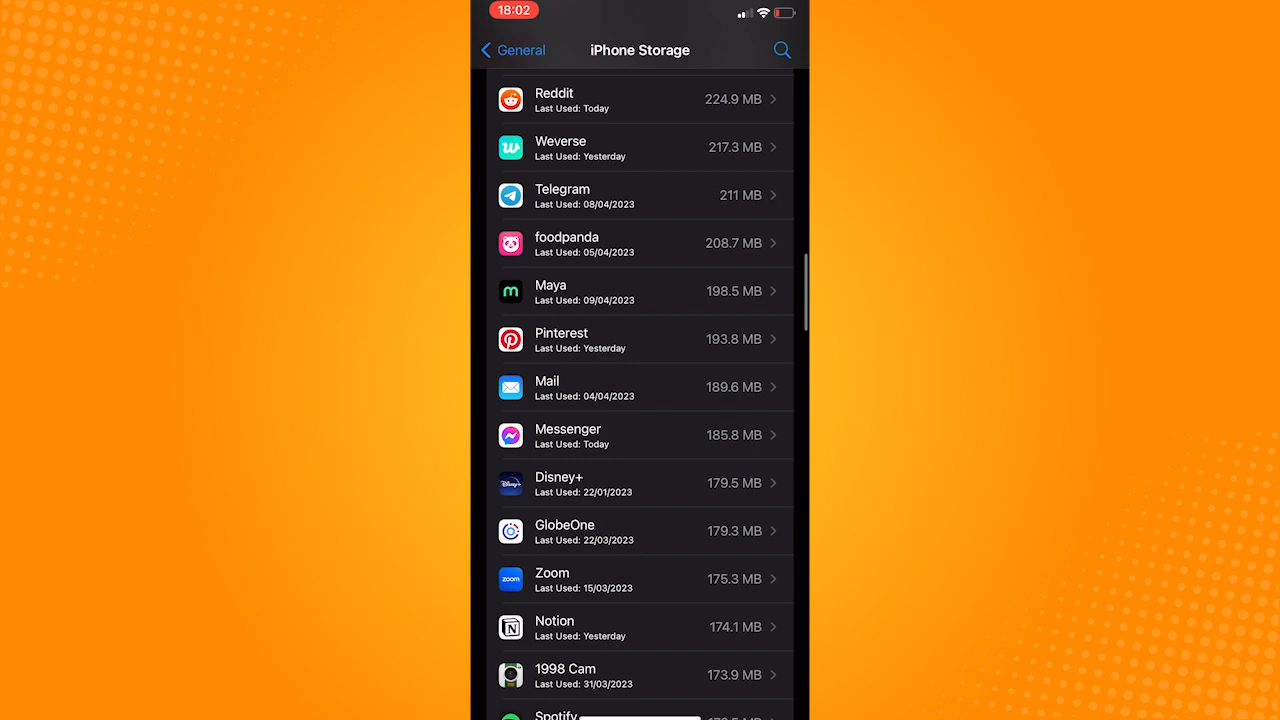 18:02
General
iPhone Storage
Reddit
224.9 MB
Last Used: Today
Weverse
217.3 MB
Last Used: Yesterday
Telegram
211 MB
Last Used: 08/04/2023
foodpanda
208.7 MB
Last Used: 05/04/2023
Maya
198.5 MB
Last Used: 09/04/2023
Pinterest
193.8 MB
Last Used: Yesterday
Mail
189.6 MB
Last Used: 04/04/2023
Messenger
185.8 MB
Last Used: Today
Disney+
179.5 MB
Last Used: 22/01/2023
GlobeOne
179.3 MB
Last Used: 22/03/2023
zoom
Zoom
175.3 MB
Last Used: 15/03/2023
Notion
174.1 MB
Last Used: Yesterday
1998 Cam
173.9 MB
Last Used: 31/03/2023
Spotify